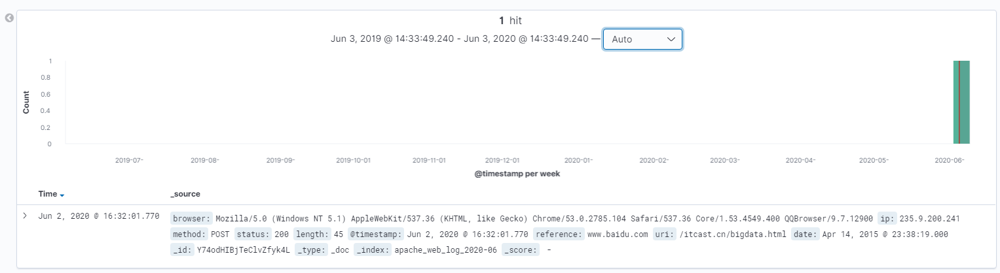 1 hit
Jun 3, 2019 @ 14:33:49.240 - Jun 3, 2020 @ 14:33:49.240 — Auto
Count
1
0.8
0.6
0.4
0.2
0
2019-07- 2019-08- 2019-09- 2019-10-01 2019-11-01 2019-12-01 2020-01- 2020-02- 2020-03- 2020-04- 2020-05- 2020-06-
@timestamp per week
Time _source
Jun 2, 2020 @ 16:32:01.770 browser: Mozilla/5.0 (Windows NT 5.1) AppleWebKit/537.36 (KHTML, like Gecko) Chrome/53.0.2785.104 Safari/537.36 Core/1.53.4549.400 QQBrowser/9.7.12900 ip: 235.9.200.241
method: POST status: 200 length: 45 @timestamp: Jun 2, 2020 @ 16:32:01.770 reference: www.baidu.com uri: /itcast.cn/bigdata.html date: Apr 14, 2015 @ 23:38:19.000
_id: Y74odHIBjTeClvZfyk4L _type: _doc _index: apache_web_log_2020-06 _score: -